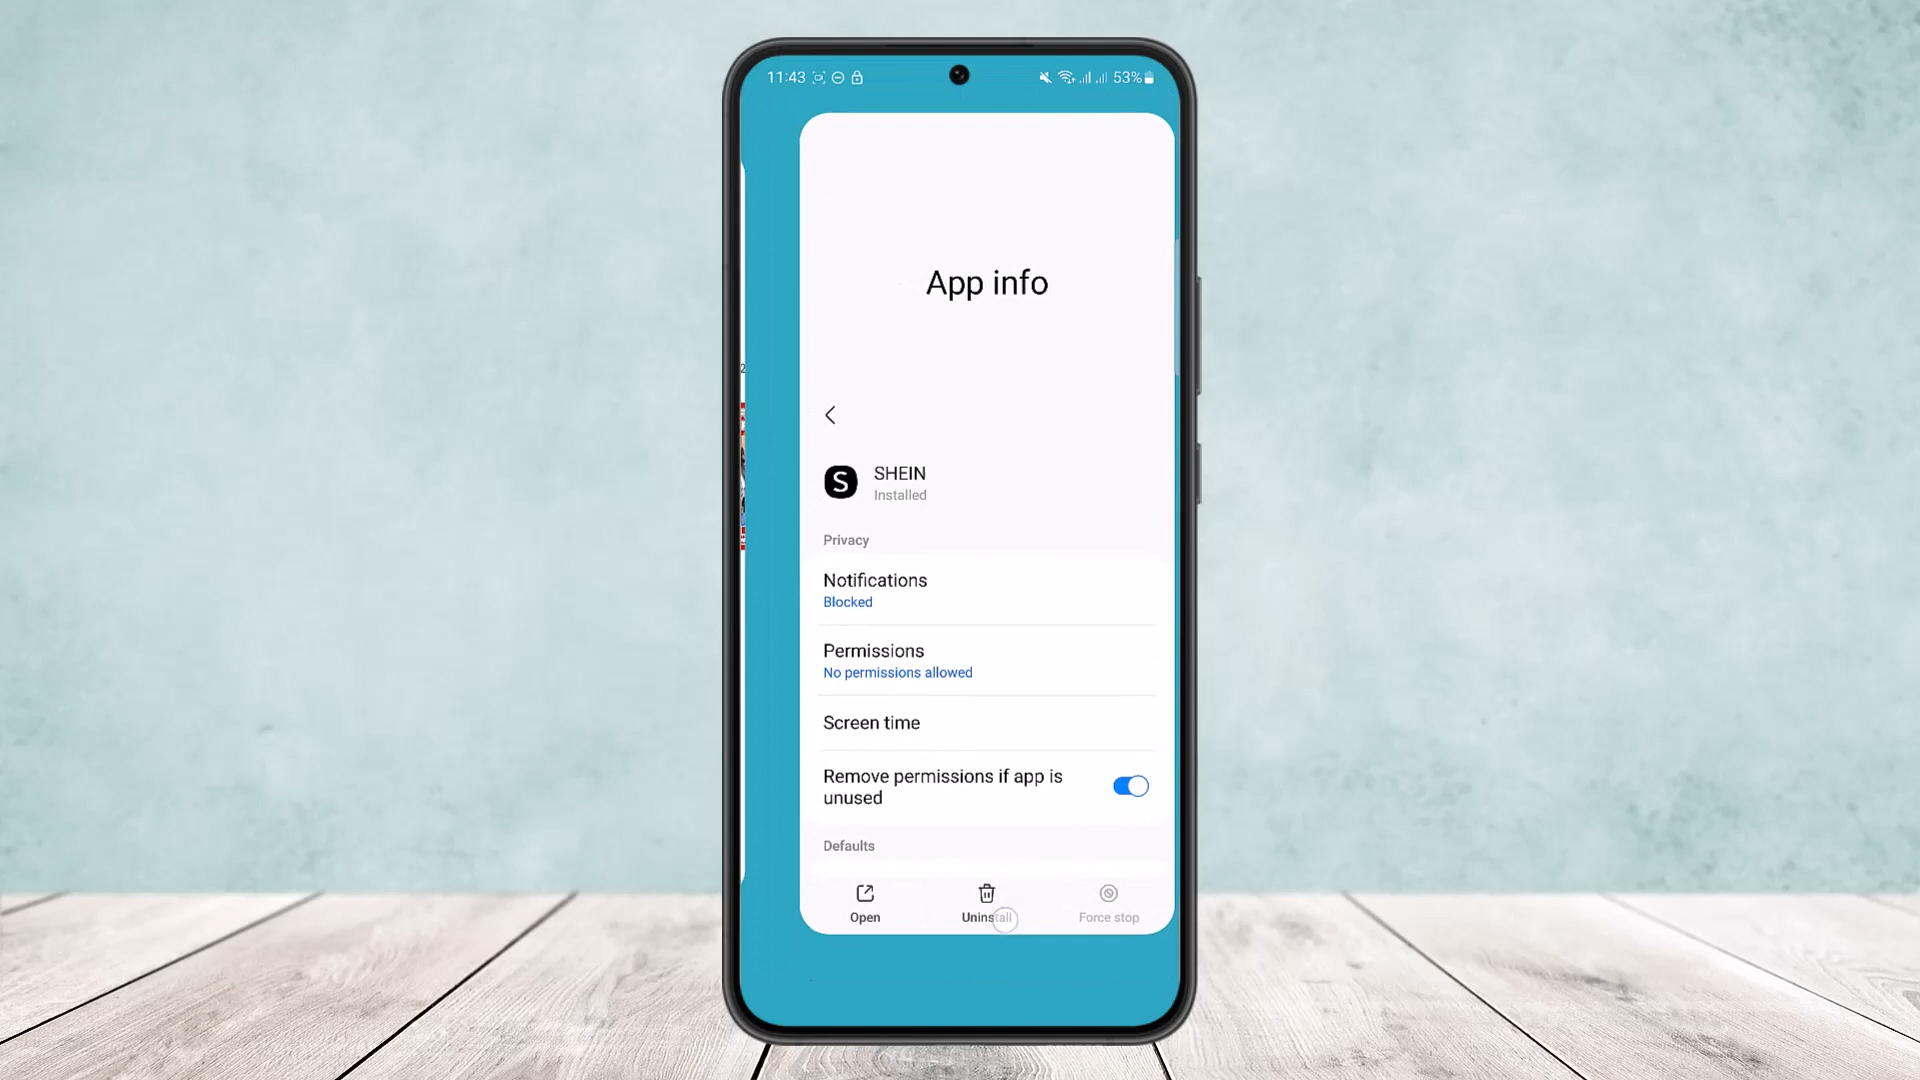 11:43
53%
2
App info
S
SHEIN
Installed
Privacy
Notifications
Blocked
Permissions
No permissions allowed
Screen time
Remove permissions if app is
unused
Defaults
Open
Uninstall
Force stop